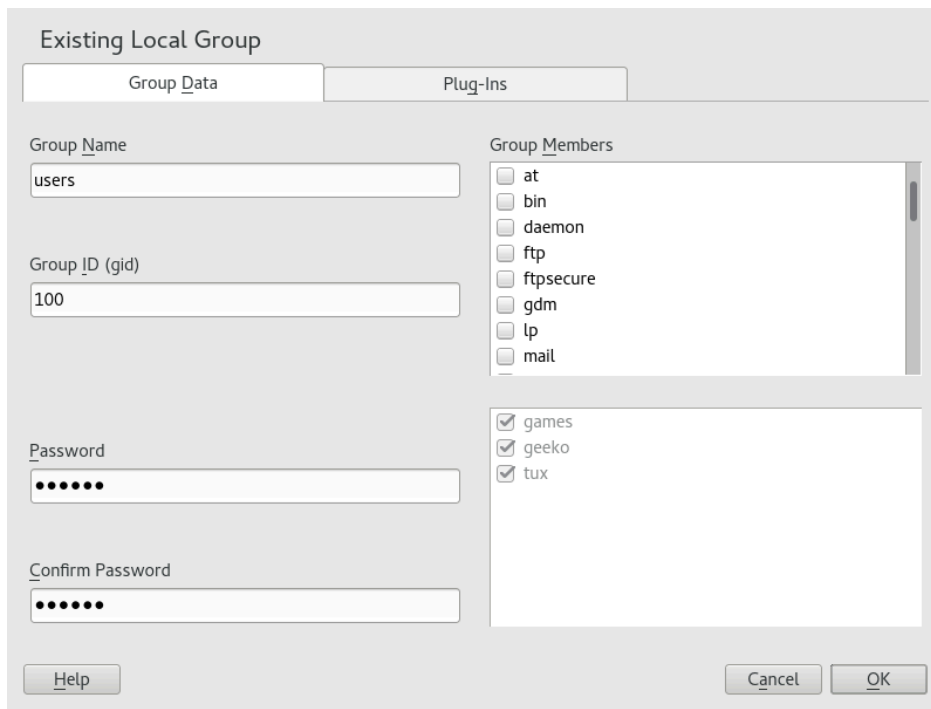 Existing Local Group
Group Data
Plug-Ins
Group Name
users
Group ID (gid)
100
Password
●●●●●●
Confirm Password
●●●●●●
Group Members
at
bin
daemon
ftp
ftpsecure
gdm
lp
mail
games
geeko
tux
Help
Cancel
OK